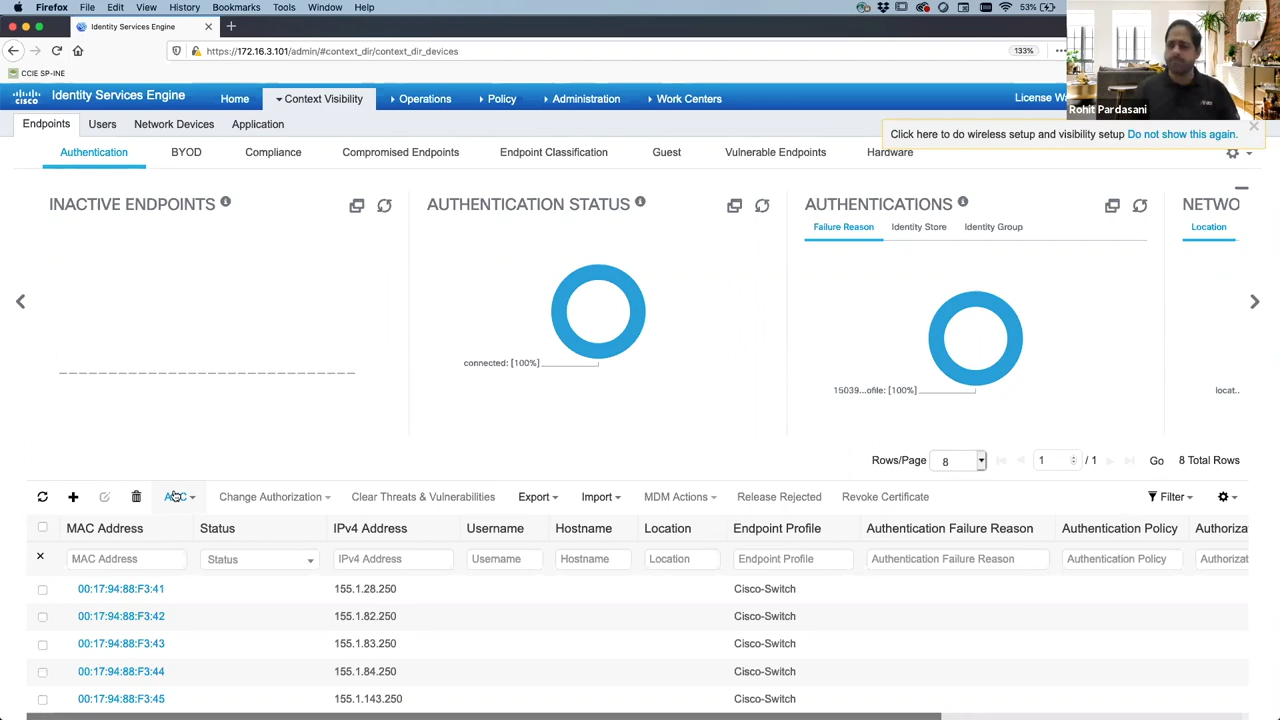 Firefox File Edit View History Bookmarks Tools Window Help 53%
Identity Services Engine
https://172.16.3.101/admin/#context_dir/context_dir_devices 133%
CCIE SP-INE
Rohit Pardasani
cisco Identity Services Engine Home Context Visibility Operations Policy Administration Work Centers License
Endpoints Users Network Devices Application
Click here to do wireless setup and visibility setup Do not show this again.
Authentication BYOD Compliance Compromised Endpoints Endpoint Classification Guest Vulnerable Endpoints Hardware
INACTIVE ENDPOINTS AUTHENTICATION STATUS AUTHENTICATIONS NETWO
Failure Reason Identity Store Identity Group Location
connected: [100%]
15039...ofile: [100%] locat..
Rows/Page 8 1 / 1 Go 8 Total Rows
Change Authorization Clear Threats & Vulnerabilities Export Import MDM Actions Release Rejected Revoke Certificate Filter
MAC Address Status IPv4 Address Username Hostname Location Endpoint Profile Authentication Failure Reason Authentication Policy Authoriza
MAC Address Status IPv4 Address Username Hostname Location Endpoint Profile Authentication Failure Reason Authentication Policy Authoriza
00:17:94:88:F3:41 155.1.28.250 Cisco-Switch
00:17:94:88:F3:42 155.1.82.250 Cisco-Switch
00:17:94:88:F3:43 155.1.83.250 Cisco-Switch
00:17:94:88:F3:44 155.1.84.250 Cisco-Switch
00:17:94:88:F3:45 155.1.143.250 Cisco-Switch